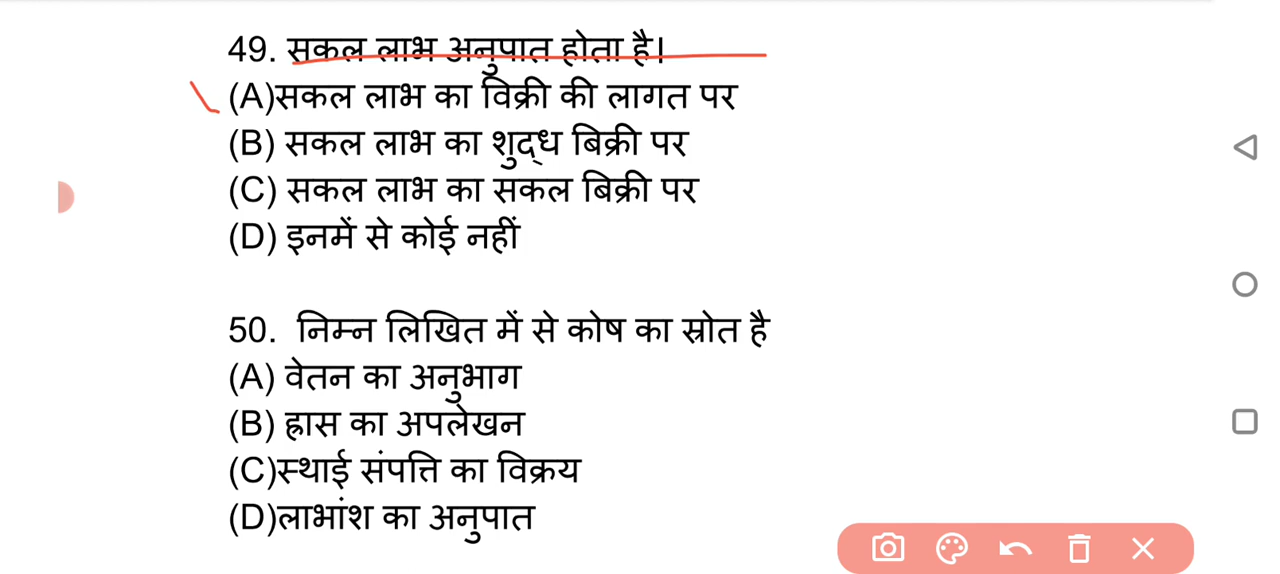 49. सकल लाभ अनुपात होता है।
(A)सकल लाभ का विक्री की लागत पर
(B) सकल लाभ का शुद्ध बिक्री पर
(C) सकल लाभ का सकल बिक्री पर
(D) इनमें से कोई नहीं
50. निम्न लिखित में से कोष का स्रोत है
(A) वेतन का अनुभाग
(B) ह्रास का अपलेखन
(C)स्थाई संपत्ति का विक्रय
(D)लाभांश का अनुपात